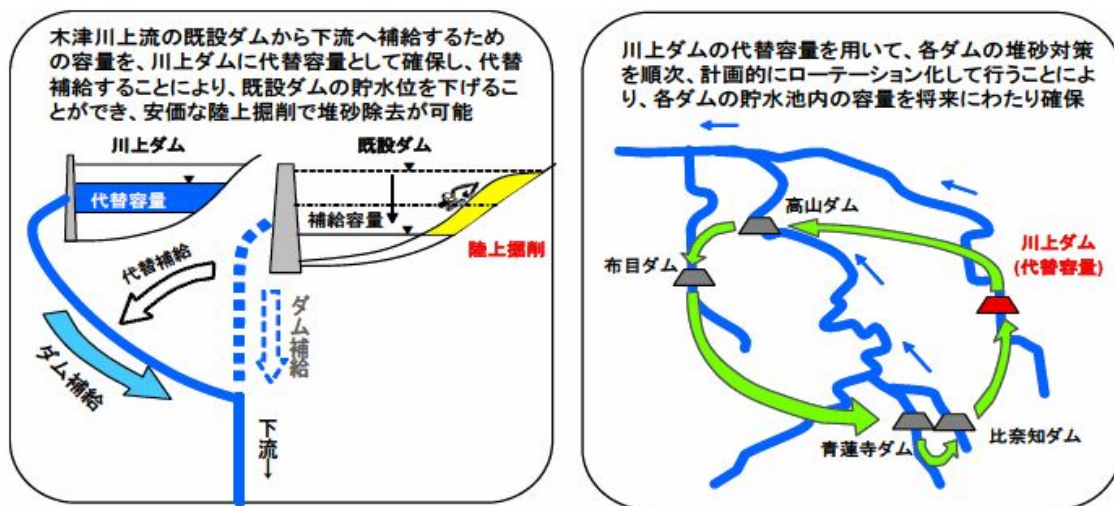 木津川上流の既設ダムから下流へ補給するため
の容量を、川上ダムに代替容量として確保し、代替
補給することにより、既設ダムの貯水位を下げるこ
とができ、安価な陸上掘削で堆砂除去が可能
川上ダム
既設ダム
代替容量
補給容量
陸上掘削
代替補給
ダム補給
ダム補給
下流→
川上ダムの代替容量を用いて、各ダムの堆砂対策
を順次、計画的にローテーション化して行うことによ
り、各ダムの貯水池内の容量を将来にわたり確保
高山ダム
川上ダム
(代替容量)
布目ダム
青蓮寺ダム
比奈知ダム